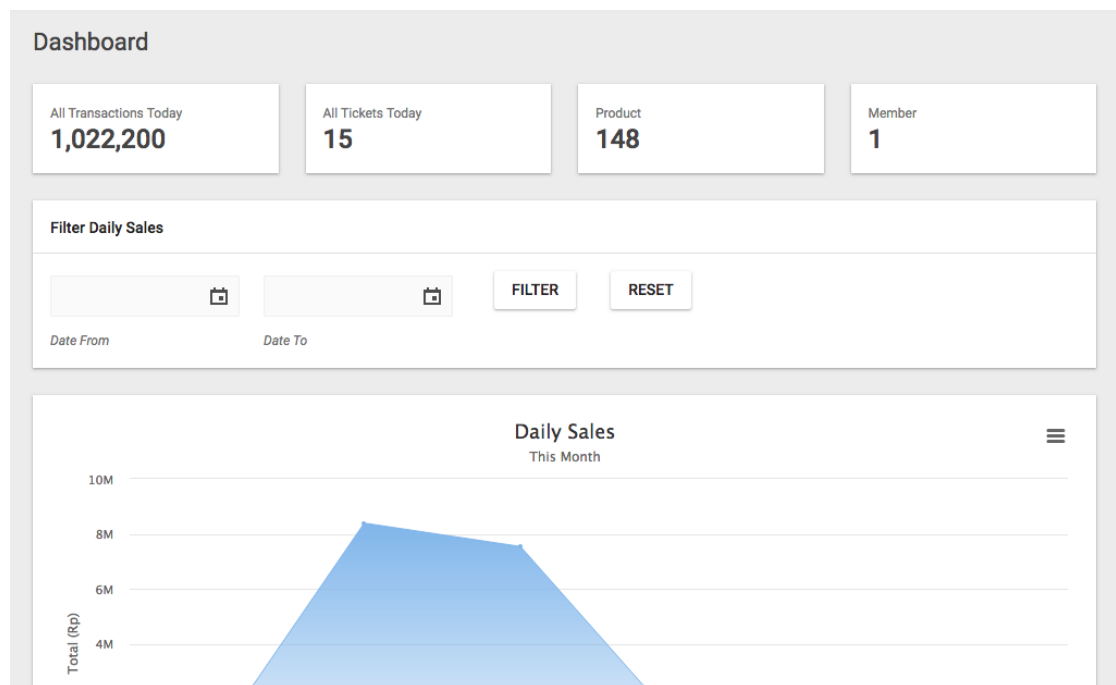 Dashboard
All Transactions Today
1,022,200
All Tickets Today
15
Product
148
Member
1
Filter Daily Sales
FILTER
RESET
Date From
Date To
Daily Sales
This Month
10M
8M
6M
4M
Total (Rp)